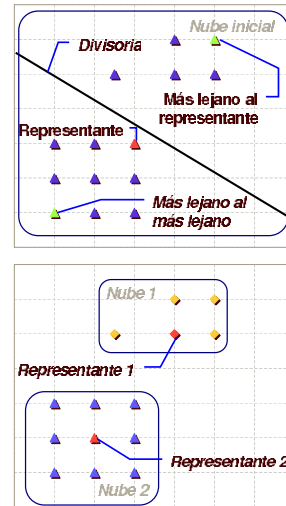 Nube inicial
Divisoria
Más lejano al
representante
Representante
Más lejano al
más lejano
Nube 1
Representante 1
Representante 2
Nube 2